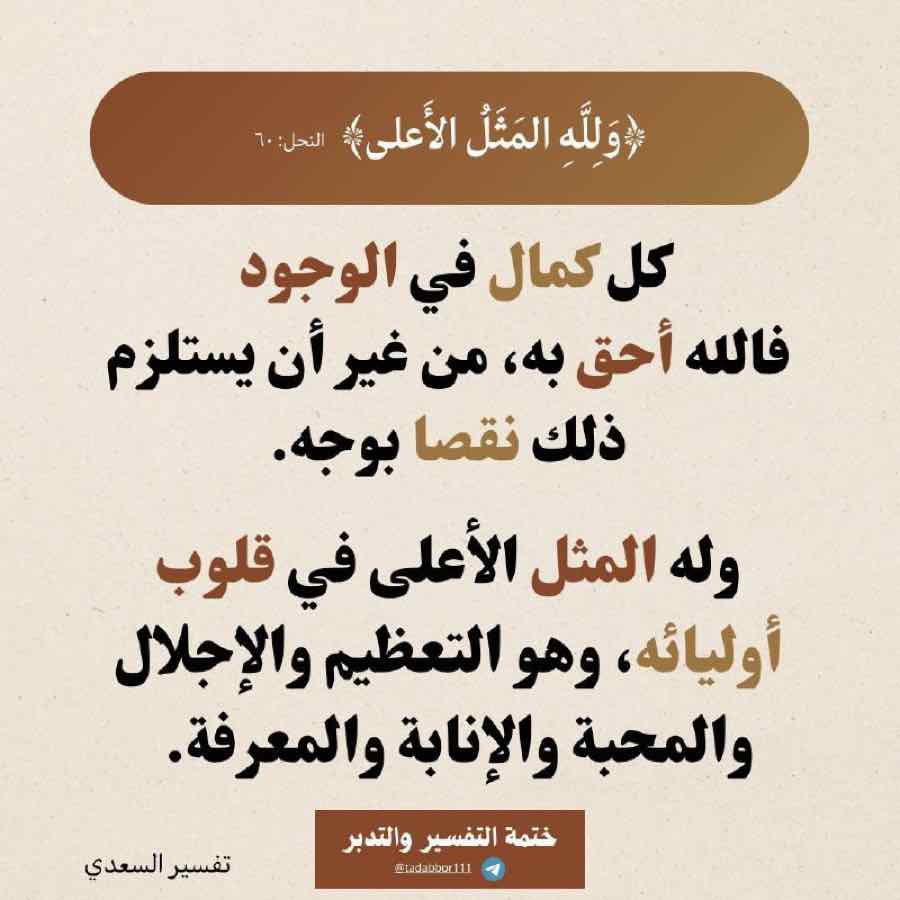 ﴿وَلِلَّهِ المَثَلُ الأَعلى﴾ النحل: ٦٠
كل كمال في الوجود
فالله أحق به، من غير أن يستلزم
ذلك نقصا بوجه.
وله المثل الأعلى في قلوب
أوليائه، وهو التعظيم والإجلال
والمحبة والإنابة والمعرفة.
ختمة التفسير والتدبر
@tadabbor111
تفسير السعدي